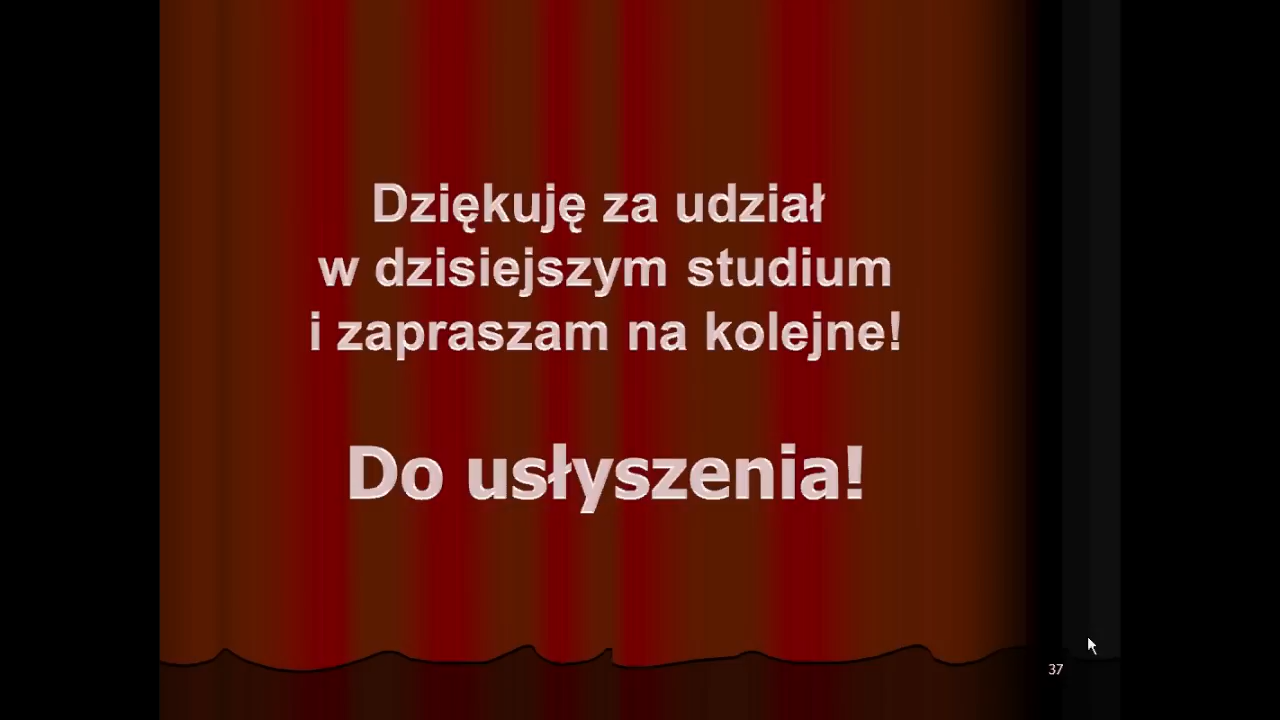 Dziękuję za udział
w dzisiejszym studium
i zapraszam na kolejne!
Do usłyszenia!
37